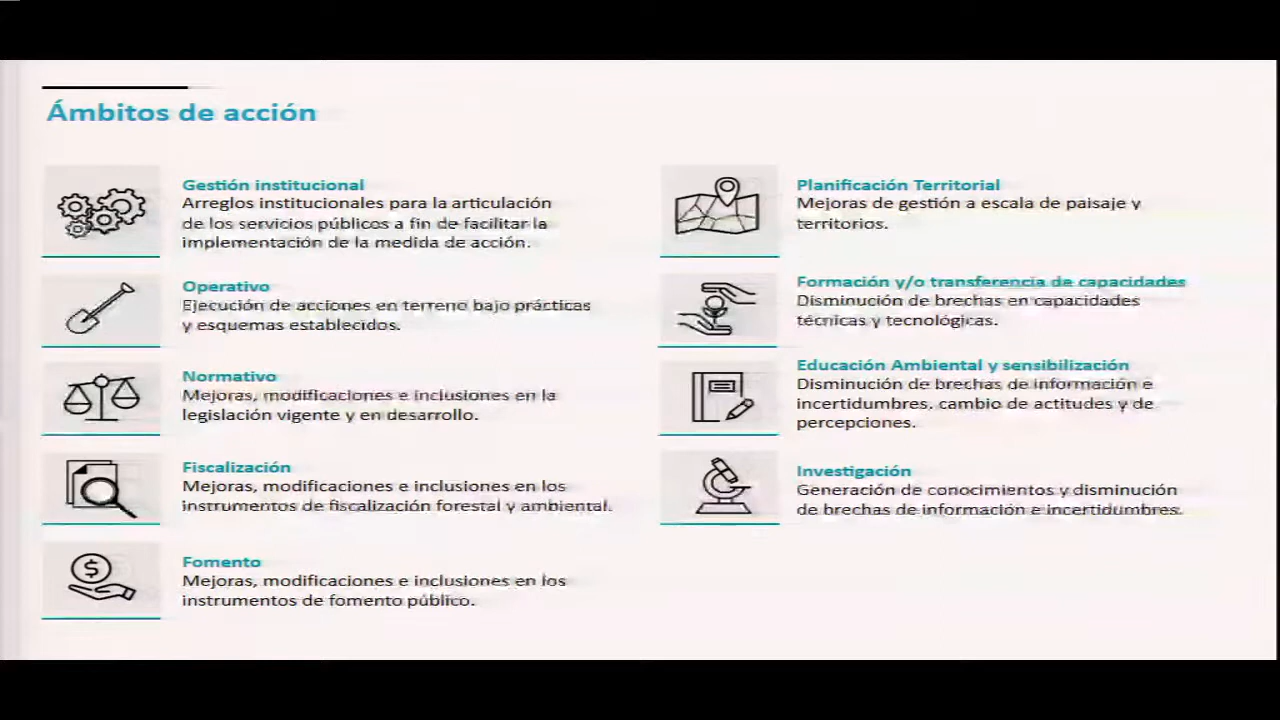 Ámbitos de acción
Gestión institucional
Arreglos institucionales para la articulación
de los servicios públicos a fin de facilitar la
implementación de la medida de acción.
Operativo
Ejecución de acciones en terreno bajo prácticas
y esquemas establecidos.
Normativo
Mejoras, modificaciones e inclusiones en la
legislación vigente y en desarrollo.
Fiscalización
Mejoras, modificaciones e inclusiones en los
instrumentos de fiscalización forestal y ambiental.
$
Fomento
Mejoras, modificaciones e inclusiones en los
instrumentos de fomento público.
Planificación Territorial
Mejoras de gestión a escala de paisaje y
territorios.
Formación y/o transferencia de capacidades
Disminución de brechas en capacidades
técnicas y tecnológicas.
Educación Ambiental y sensibilización
Disminución de brechas de información e
incertidumbres, cambio de actitudes y de
percepciones.
Investigación
Generación de conocimientos y disminución
de brechas de información e incertidumbres.